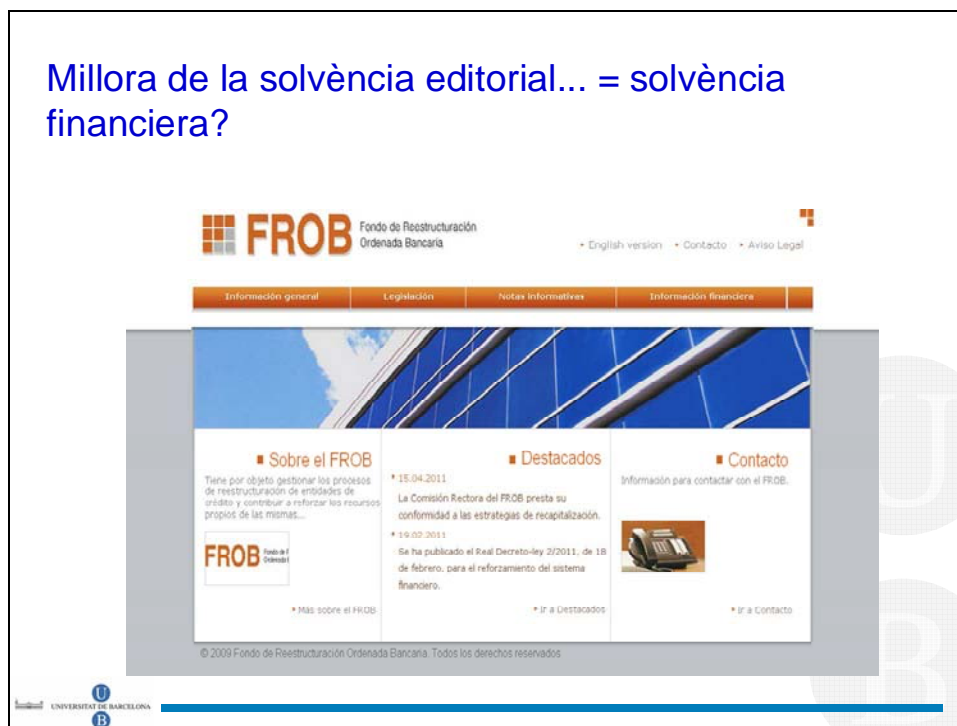 Millora de la solvència editorial... = solvència
financiera?
FROB
Fondo de Reestructuración
Ordenada Bancaria
English version
Contacto
Aviso Legal
Información general
Legislación
Notas informativas
Información financiera
Sobre el FROB
Tiene por objeto gestionar los procesos
de reestructuración de entidades de
crédito y contribuir a reforzar los recursos
propios de las mismas...
FROB
Fondo de R
Ordenada B
Más sobre el FROB
Destacados
15.04.2011
La Comisión Rectora del FROB presta su
conformidad a las estrategias de recapitalización.
19.02.2011
Se ha publicado el Real Decreto-ley 2/2011, de 18
de febrero, para el reforzamiento del sistema
financiero.
Ir a Destacados
Contacto
Información para contactar con el FROB.
Ir a Contacto
© 2009 Fondo de Reestructuración Ordenada Bancaria. Todos los derechos reservados
U
UNIVERSITAT DE BARCELONA
B
U
B